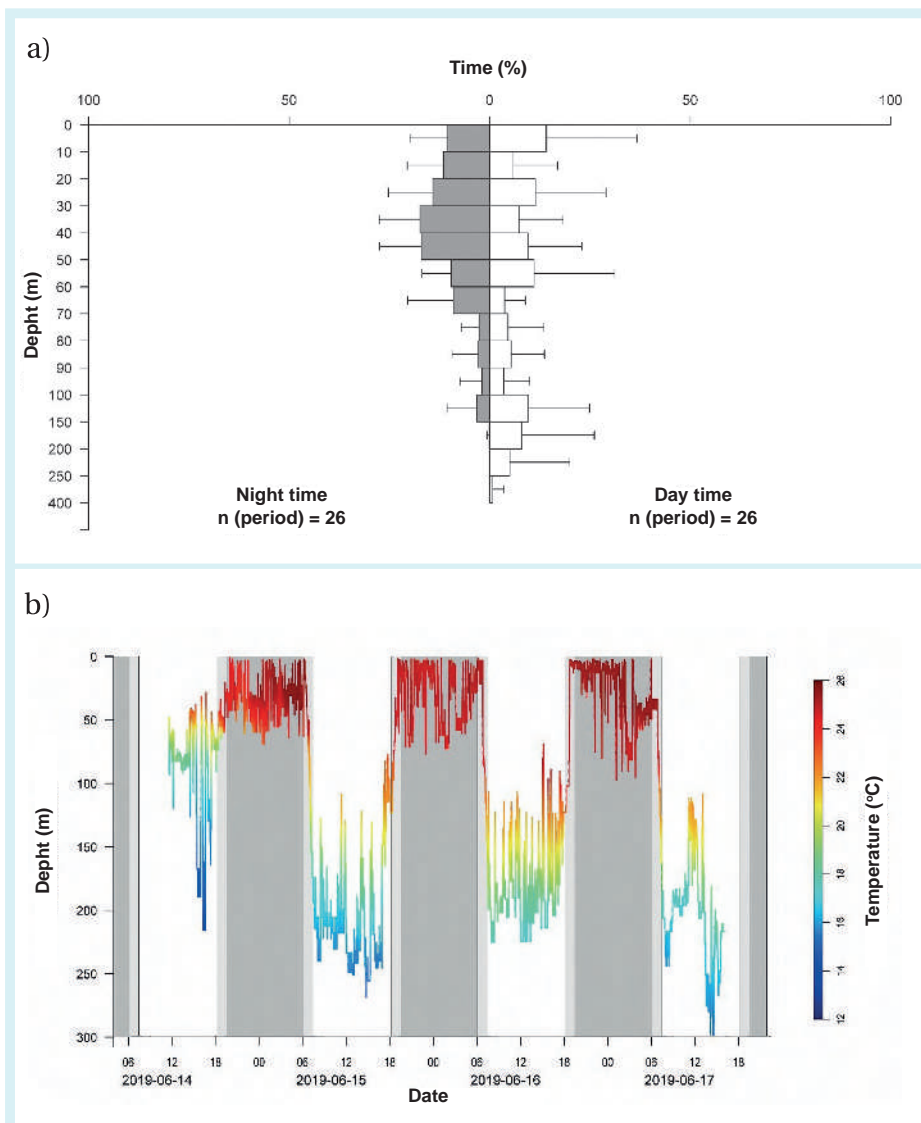 a)
Time (%)
100 50 0 50 100
0
10
20
30
40
50
60
70
80
90
100
150
200
250
400
Depht (m)
Night time
n (period) = 26
Day time
n (period) = 26
b)
0
50
100
150
200
250
300
Depht (m)
06 12 18 00 06 12 18 00 06 12 18 00 06 12 18
2019-06-14 2019-06-15 2019-06-16 2019-06-17
Date
26
24
22
20
18
16
14
12
Temperature (°C)